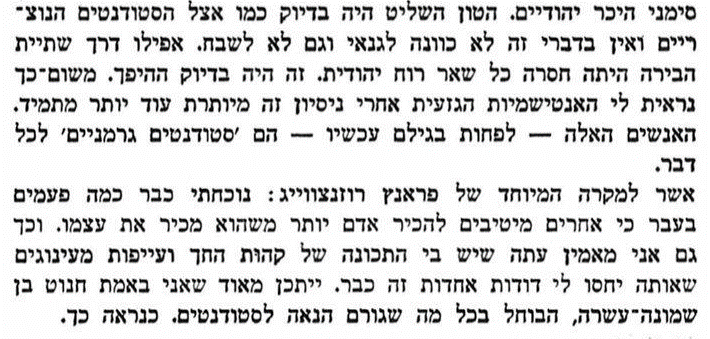 סימני היכר יהודיים. הטון השליט היה בדיוק כמו אצל הסטודנטים הנוצ־
ריים ואין בדברי זה לא כוונה לגנאי וגם לא לשבח. אפילו דרך שתיית
הבירה היתה חסרה כל שאר רוח יהודית. זה היה בדיוק ההיפך. משום־כך
נראית לי האנטישמיות הגזעית אחרי ניסיון זה מיותרת עוד יותר מתמיד.
האנשים האלה — לפחות בגילם עכשיו — הם ׳סטודנטים גרמניים׳ לכל
דבר.
אשר למקרה המיוחד של פראנץ רוזנצווייג: נוכחתי כבר כמה פעמים
בעבר כי אחרים מיטיבים להכיר אדם יותר משהוא מכיר את עצמו. וכך
גם אני מאמין עתה שיש בי התכונה של קהות החך ועייפות מעינוגים
שאותה יחסו לי דודות אחדות זה כבר. ייתכן מאוד שאני באמת חנוט בן
שמונה־עשרה, הבוחל בכל מה שגורם הנאה לסטודנטים. כנראה כך.